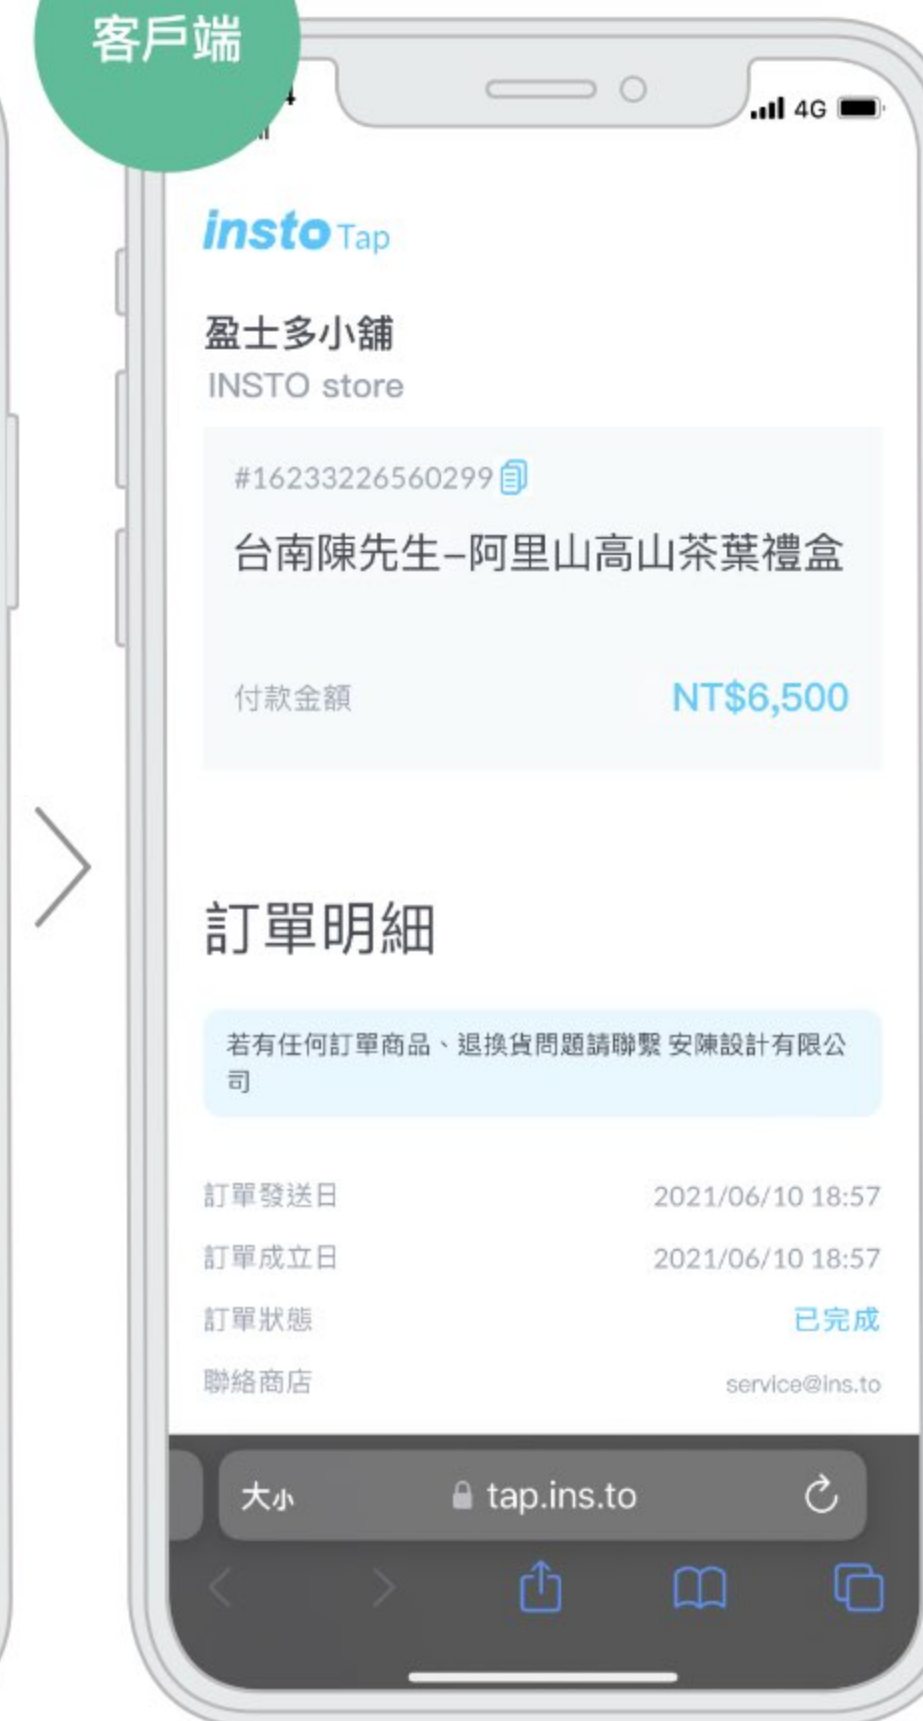 客戶端
4G
insto Tap
盈士多小舖
INSTO store
#16233226560299
台南陳先生–阿里山高山茶葉禮盒
付款金額 NT$6,500
訂單明細
若有任何訂單商品、退換貨問題請聯繫 安陳設計有限公
司
訂單發送日 2021/06/10 18:57
訂單成立日 2021/06/10 18:57
訂單狀態 已完成
聯絡商店 service@ins.to
大小 tap.ins.to